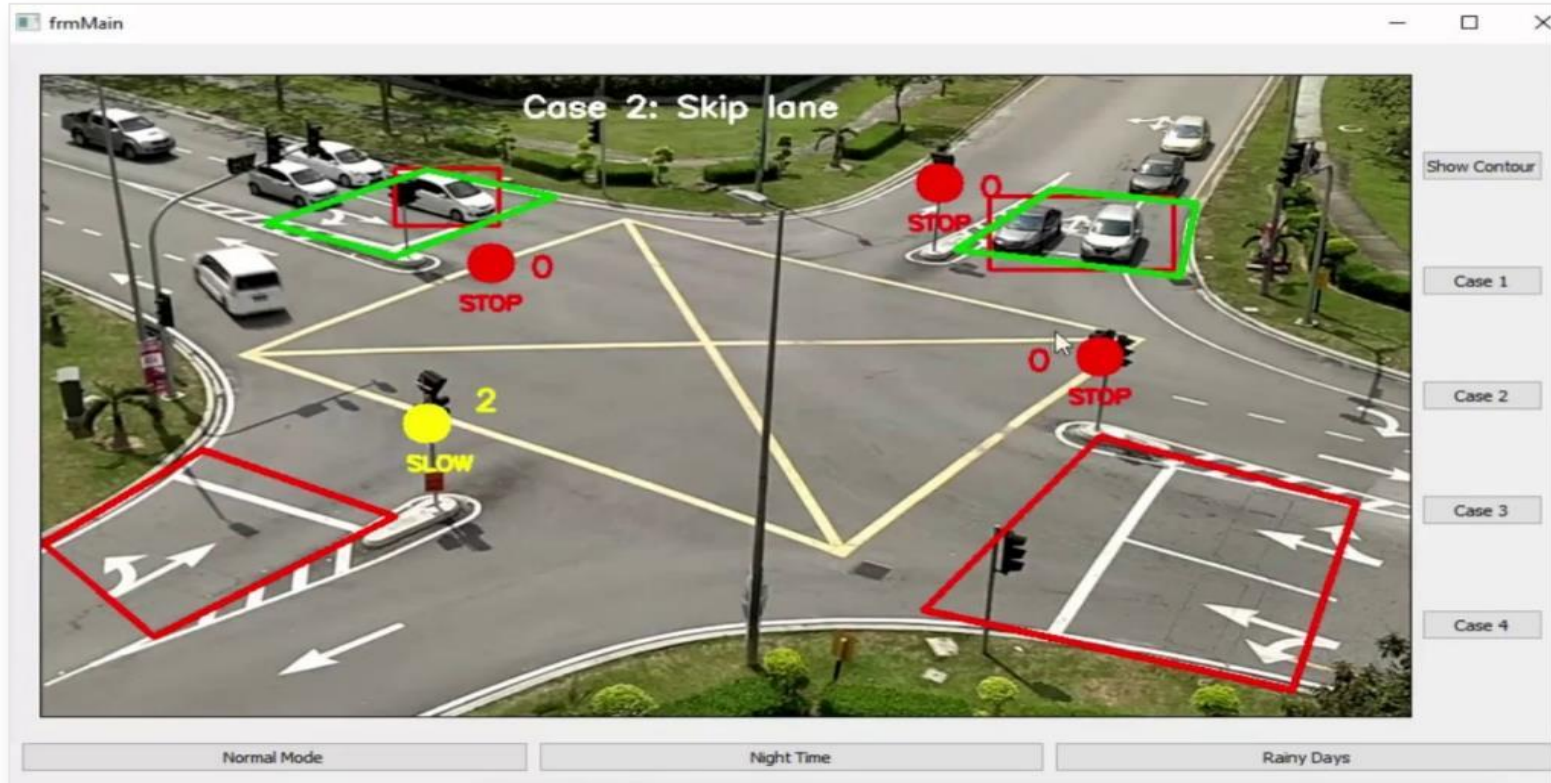 frmMain
Case 2: Skip lane
Show Contour
0
STOP
0
STOP
Case 1
0
STOP
Case 2
2
SLOW
Case 3
Case 4
Normal Mode
Night Time
Rainy Days